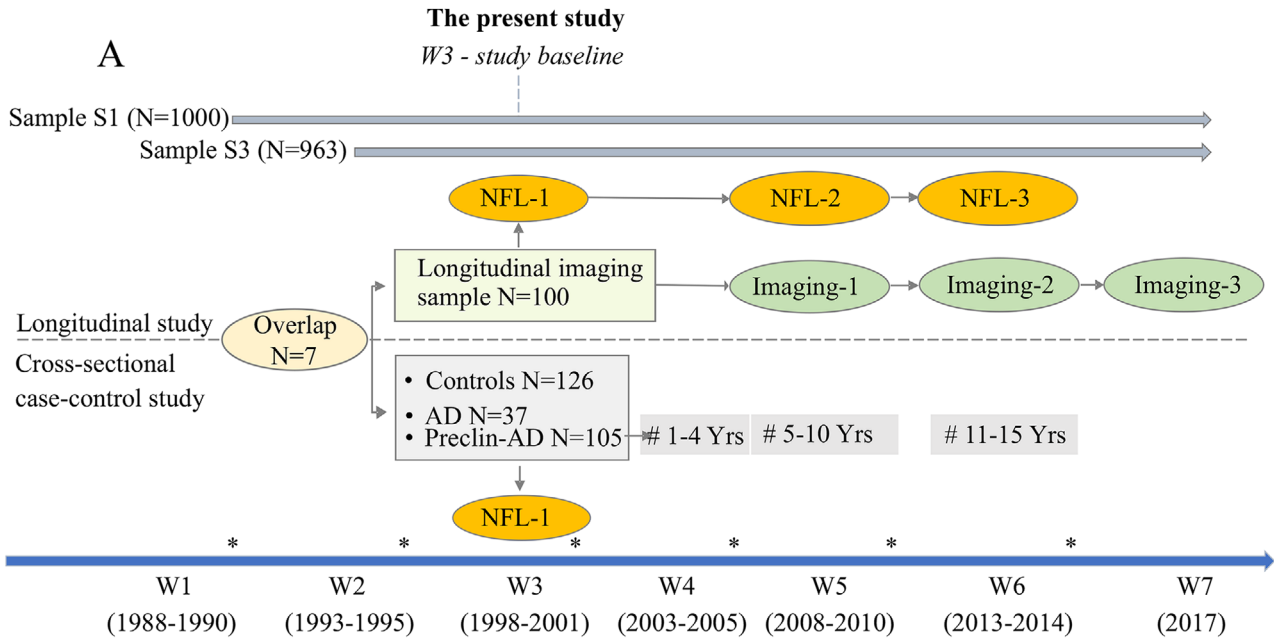 The present study
A
W3 - study baseline
Sample S1 (N=1000)
Sample S3 (N=963)
NFL-1
NFL-2
NFL-3
Longitudinal imaging
sample N=100
Imaging-1
Imaging-2
Imaging-3
Longitudinal study
Overlap
N=7
Cross-sectional
case-control study
• Controls N=126
• AD N=37
• Preclin-AD N=105
# 1-4 Yrs
# 5-10 Yrs
# 11-15 Yrs
NFL-1
* * * * * *
W1 W2 W3 W4 W5 W6 W7
(1988-1990) (1993-1995) (1998-2001) (2003-2005) (2008-2010) (2013-2014) (2017)